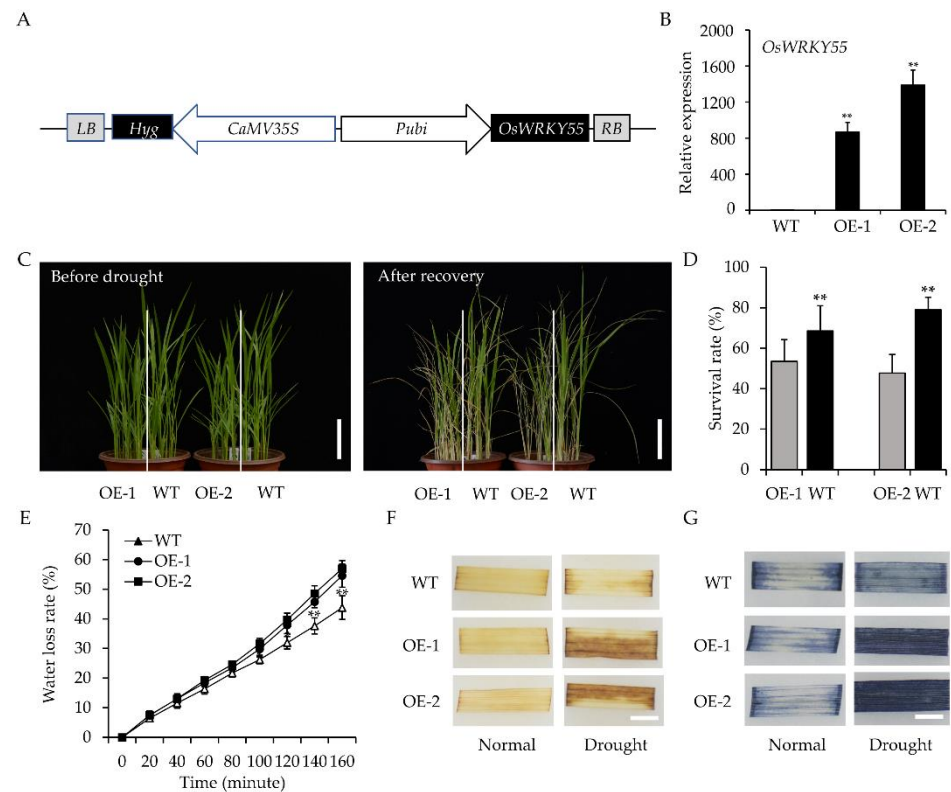 A
LB Hyg CaMV35S Pubi OsWRKY55 RB
B
OsWRKY55
Relative expression
2000
1600
1200
800
400
0
**
**
WT OE-1 OE-2
C
Before drought
After recovery
OE-1 WT OE-2 WT
OE-1 WT OE-2 WT
D
Survival rate (%)
100
80
60
40
20
0
**
**
OE-1 WT OE-2 WT
E
WT
OE-1
OE-2
Water loss rate (%)
70
60
50
40
30
20
10
0
**
**
0 20 40 60 80 100 120 140 160
Time (minute)
F
WT
OE-1
OE-2
Normal Drought
G
WT
OE-1
OE-2
Normal Drought